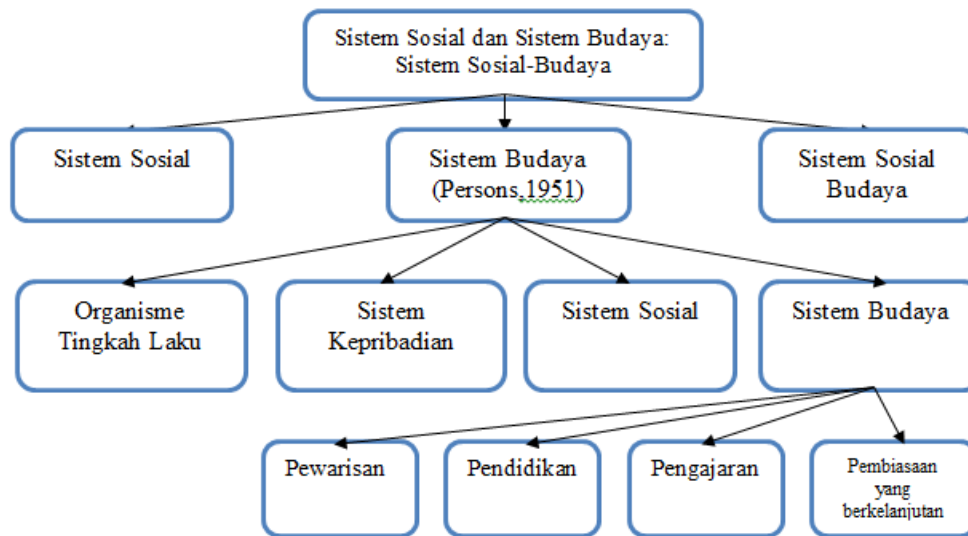 Sistem Sosial dan Sistem Budaya:
Sistem Sosial-Budaya
Sistem Sosial
Sistem Budaya
(Persons,1951)
Sistem Sosial
Budaya
Organisme
Tingkah Laku
Sistem
Kepribadian
Sistem Sosial
Sistem Budaya
Pewarisan
Pendidikan
Pengajaran
Pembiasaan
yang
berkelanjutan